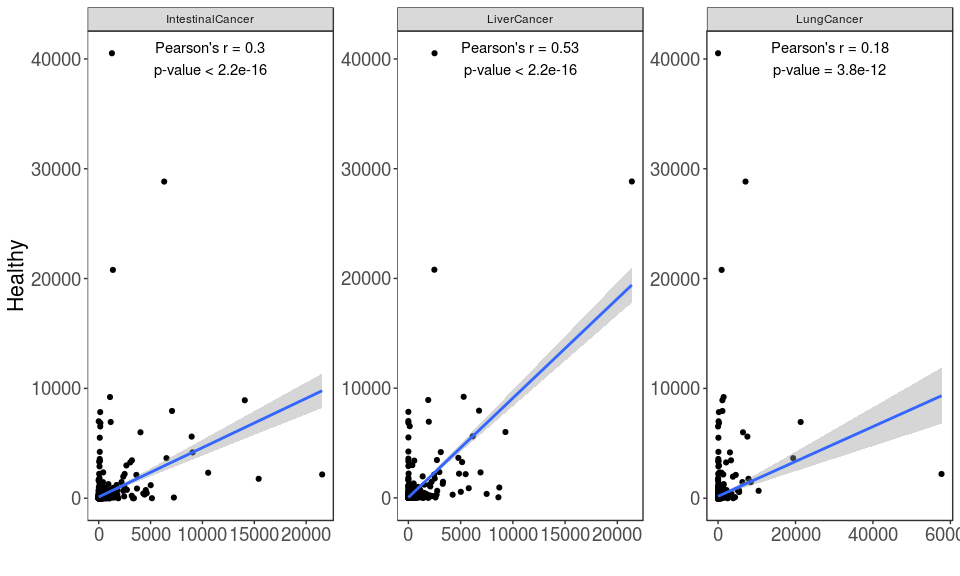 IntestinalCancer
LiverCancer
LungCancer
Pearson's r = 0.3
p-value < 2.2e-16
Pearson's r = 0.53
p-value < 2.2e-16
Pearson's r = 0.18
p-value = 3.8e-12
Healthy
40000
30000
20000
10000
0
40000
30000
20000
10000
0
40000
30000
20000
10000
0
0 5000 10000 15000 20000
0 5000 10000 15000 20000
0 20000 40000 6000